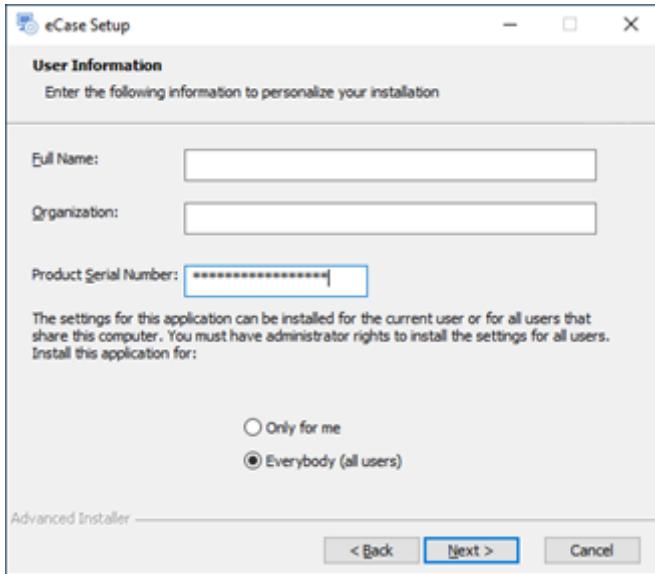 eCase Setup
User Information
Enter the following information to personalize your installation
Full Name:
Organization:
Product Serial Number: *****************
The settings for this application can be installed for the current user or for all users that
share this computer. You must have administrator rights to install the settings for all users.
Install this application for:
Only for me
Everybody (all users)
Advanced Installer
< Back Next > Cancel